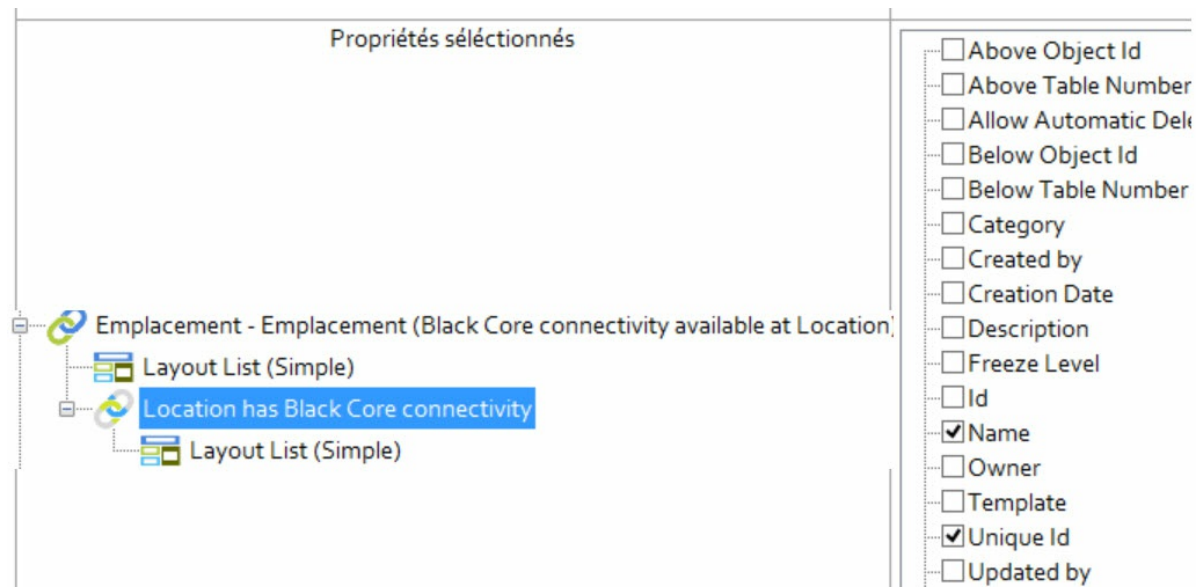 Propriétés séléctionnés
Emplacement - Emplacement (Black Core connectivity available at Location)
Layout List (Simple)
Location has Black Core connectivity
Layout List (Simple)
Above Object Id
Above Table Number
Allow Automatic Dele
Below Object Id
Below Table Number
Category
Created by
Creation Date
Description
Freeze Level
Id
Name
Owner
Template
Unique Id
Updated by